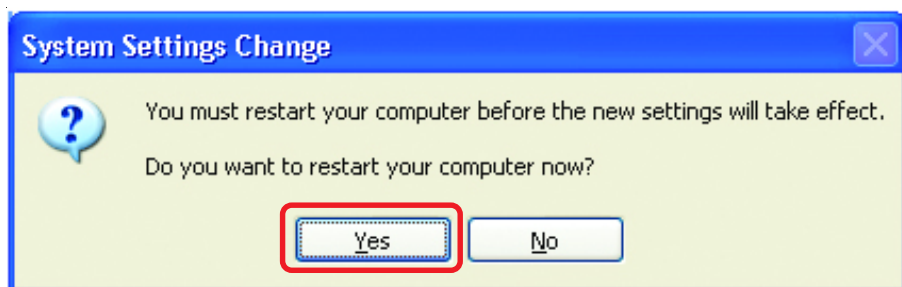 System Settings Change
You must restart your computer before the new settings will take effect.
Do you want to restart your computer now?
Yes No